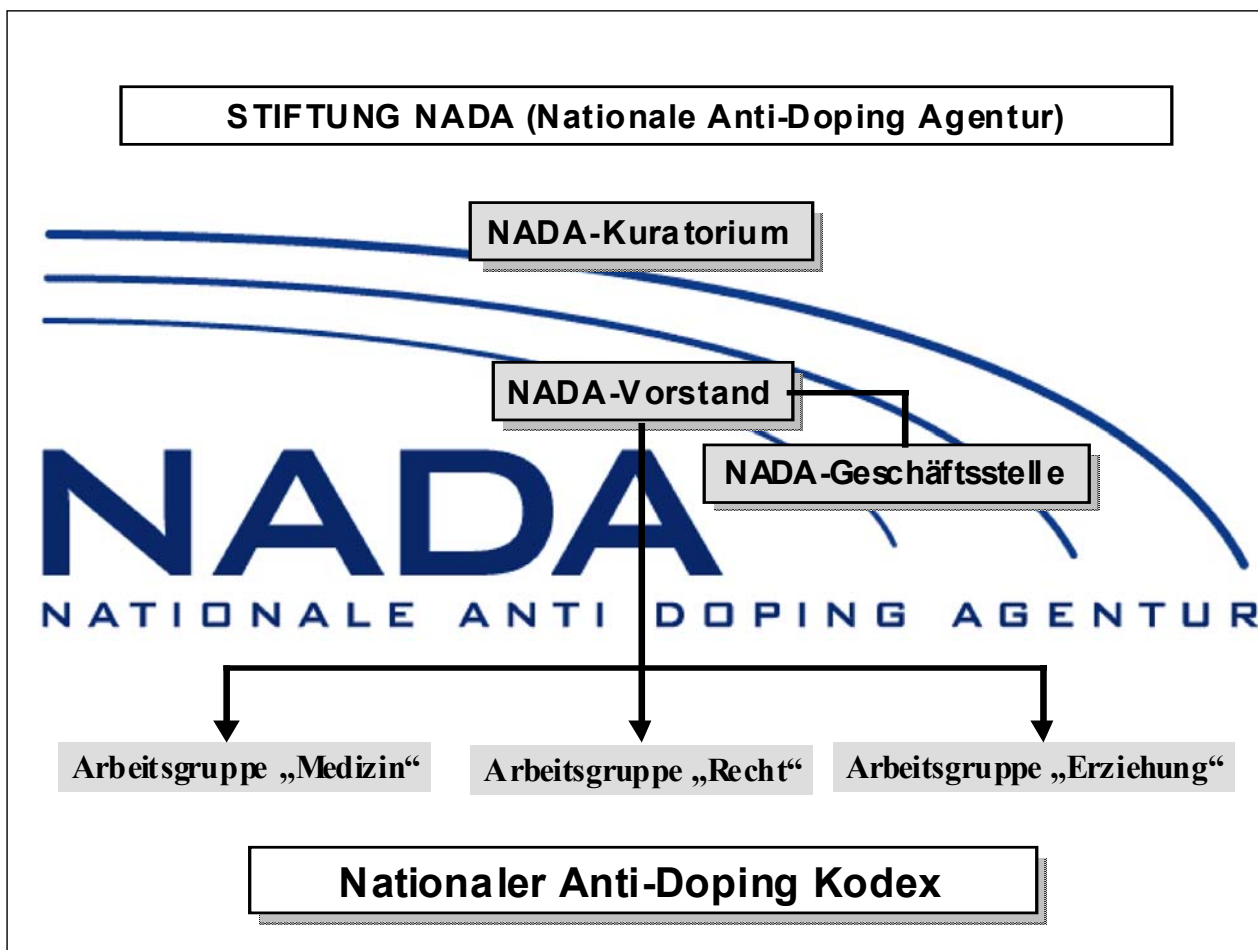 STIFTUNG NADA (Nationale Anti-Doping Agentur)
NADA-Kuratorium
NADA-Vorstand
NADA-Geschäftsstelle
NADA
NATIONALE ANTI DOPING AGENTUR
Arbeitsgruppe „Medizin“
Arbeitsgruppe „Recht“
Arbeitsgruppe „Erziehung“
Nationaler Anti-Doping Kodex